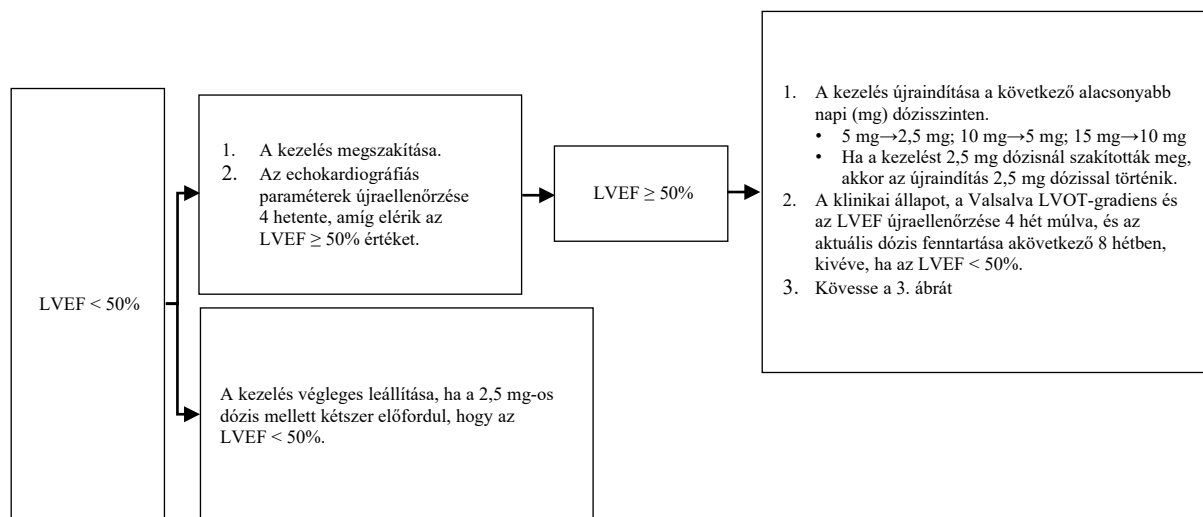 LVEF < 50%
1. A kezelés megszakítása.
2. Az echokardiográfiás
paraméterek újraellenőrzése
4 hetente, amíg elérik az
LVEF ≥ 50% értéket.
LVEF ≥ 50%
1. A kezelés újraindítása a következő alacsonyabb
napi (mg) dózisszinten.
• 5 mg→2,5 mg; 10 mg→5 mg; 15 mg→10 mg
• Ha a kezelést 2,5 mg dózisnál szakították meg,
akkor az újraindítás 2,5 mg dózissal történik.
2. A klinikai állapot, a Valsalva LVOT-gradiens és
az LVEF újraellenőrzése 4 hét múlva, és az
aktuális dózis fenntartása akövetkező 8 hétben,
kivéve, ha az LVEF < 50%.
3. Kövesse a 3. ábrát
A kezelés végleges leállítása, ha a 2,5 mg-os
dózis mellett kétszer előfordul, hogy az
LVEF < 50%.